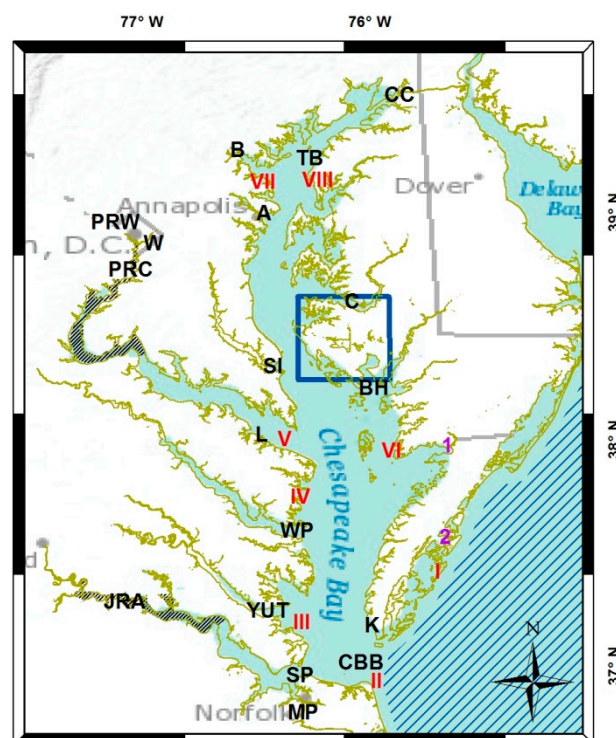 77° W 76° W
CC
B
TB
VII VIII
Dover
Delaw
Bay
39° N
Annapolis A
PRW
n, D.C. W
PRC
C
SI
BH
L V
VI 1
38° N
Chesapeake Bay
IV
WP
2
I
JRA
YUT
III
K
N
CBB
SP II
37° N
Norfolk
MP